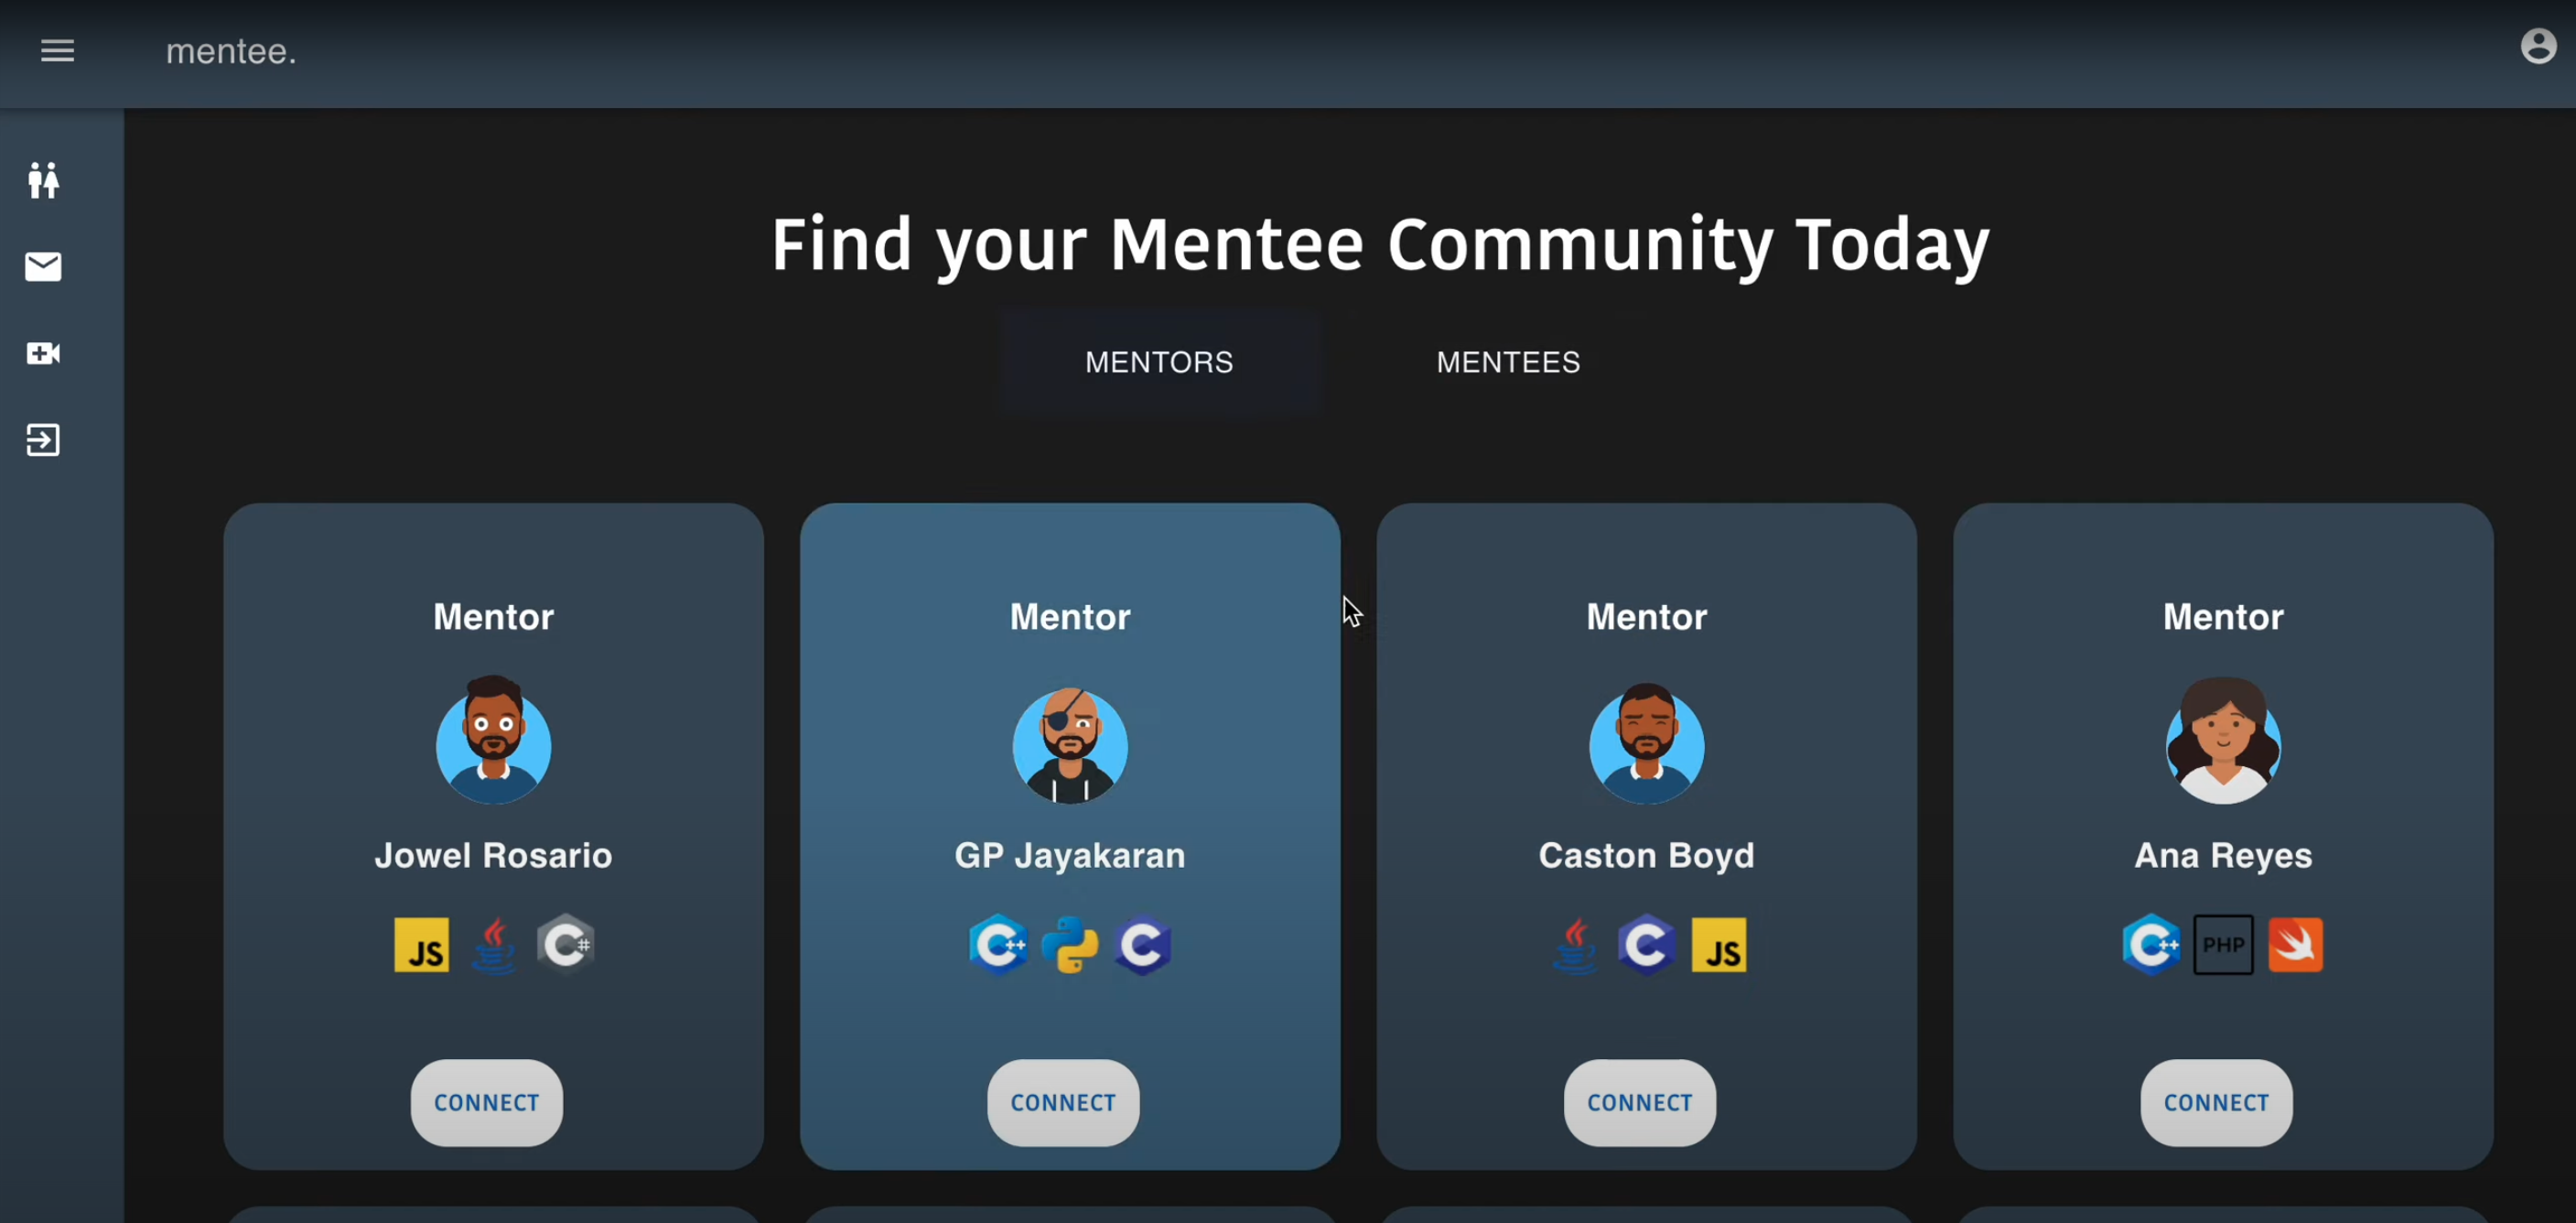 mentee.
Find your Mentee Community Today
MENTORS MENTEES
Mentor Mentor Mentor Mentor
Jowel Rosario GP Jayakaran Caston Boyd Ana Reyes
JS Java C# C++ C C JS C++ PHP
CONNECT CONNECT CONNECT CONNECT